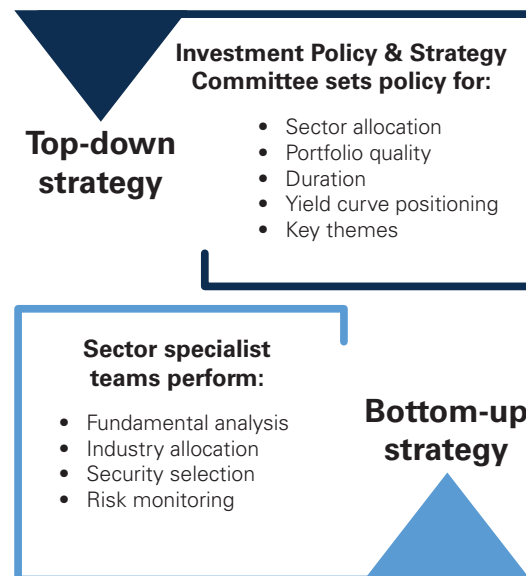 Investment Policy & Strategy
Committee sets policy for:
Top-down
strategy
• Sector allocation
• Portfolio quality
• Duration
• Yield curve positioning
• Key themes
Sector specialist
teams perform:
• Fundamental analysis
• Industry allocation
• Security selection
• Risk monitoring
Bottom-up
strategy